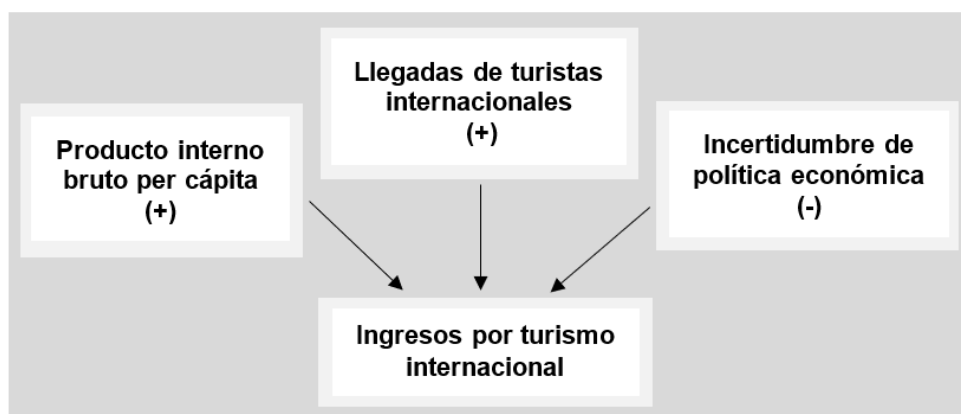 Llegadas de turistas
internacionales
(+)
Producto interno
bruto per cápita
(+)
Incertidumbre de
política económica
(-)
Ingresos por turismo
internacional